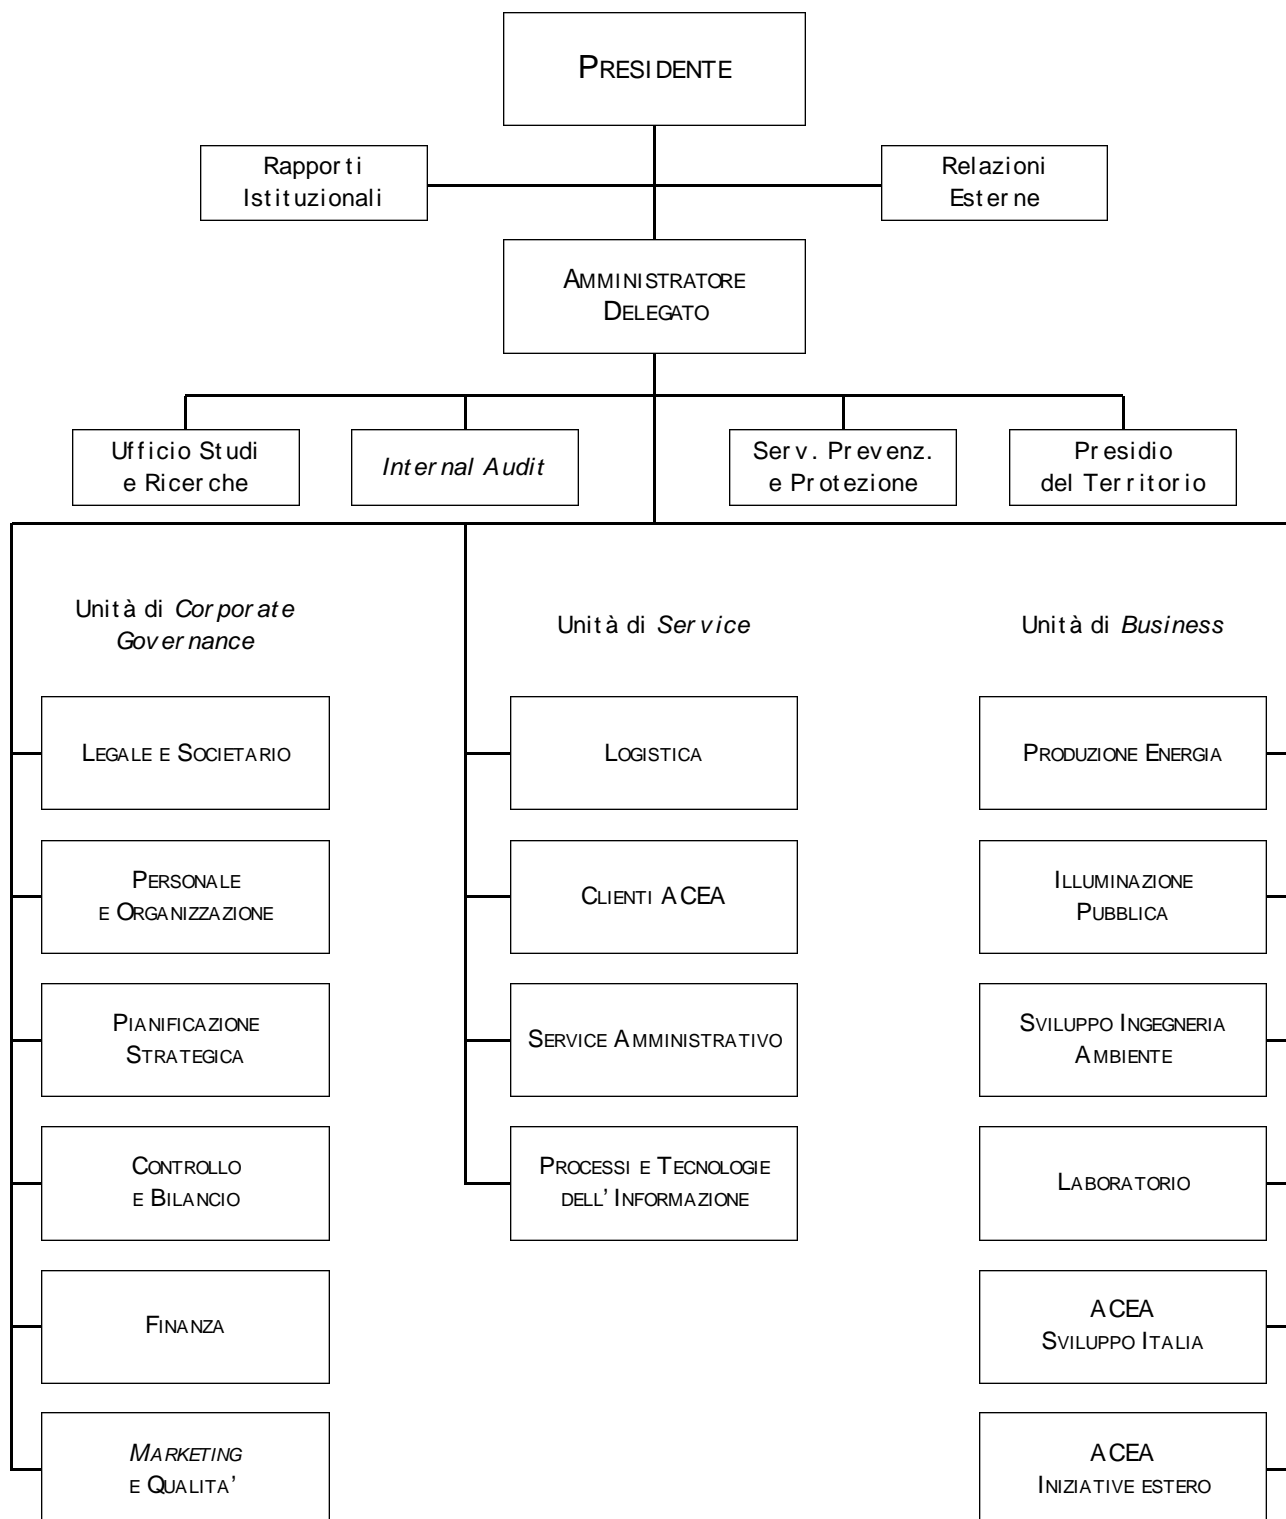 PRESIDENTE
Rapporti
Istituzionali
Relazioni
Esterne
AMMINISTRATORE
DELEGATO
Ufficio Studi
e Ricerche
Internal Audit
Serv. Prevenz.
e Protezione
Presidio
del Territorio
Unità di Corporate
Governance
LEGALE E SOCIETARIO
PERSONALE
E ORGANIZZAZIONE
PIANIFICAZIONE
STRATEGICA
CONTROLLO
E BILANCIO
FINANZA
MARKETING
E QUALITA'
Unità di Service
LOGISTICA
CLIENTI ACEA
SERVICE AMMINISTRATIVO
PROCESSI E TECNOLOGIE
DELL'INFORMAZIONE
Unità di Business
PRODUZIONE ENERGIA
ILLUMINAZIONE
PUBBLICA
SVILUPPO INGEGNERIA
AMBIENTE
LABORATORIO
ACEA
SVILUPPO ITALIA
ACEA
INIZIATIVE ESTERO